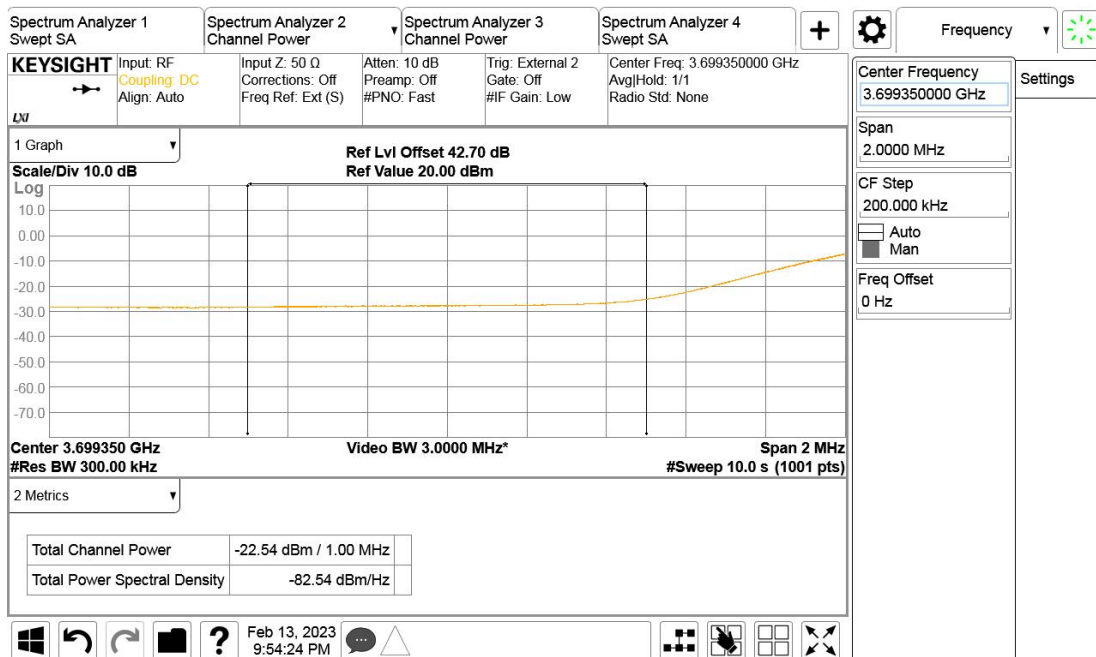 Spectrum Analyzer 1
Swept SA
Spectrum Analyzer 2
Channel Power
Spectrum Analyzer 3
Channel Power
Spectrum Analyzer 4
Swept SA
+
Frequency
KEYSIGHT
LXI
Input: RF
Coupling: DC
Align: Auto
Input Z: 50 Ω
Corrections: Off
Freq Ref: Ext (S)
Atten: 10 dB
Preamp: Off
#PNO: Fast
Trig: External 2
Gate: Off
#IF Gain: Low
Center Freq: 3.699350000 GHz
Avg|Hold: 1/1
Radio Std: None
Center Frequency
3.699350000 GHz
Settings
Span
2.0000 MHz
CF Step
200.000 kHz
Auto
Man
Freq Offset
0 Hz
1 Graph
Scale/Div 10.0 dB
Ref Lvl Offset 42.70 dB
Ref Value 20.00 dBm
Log
10.0
0.00
-10.0
-20.0
-30.0
-40.0
-50.0
-60.0
-70.0
Center 3.699350 GHz
#Res BW 300.00 kHz
Video BW 3.0000 MHz*
Span 2 MHz
#Sweep 10.0 s (1001 pts)
2 Metrics
Total Channel Power -22.54 dBm / 1.00 MHz
Total Power Spectral Density -82.54 dBm/Hz
?
Feb 13, 2023
9:54:24 PM